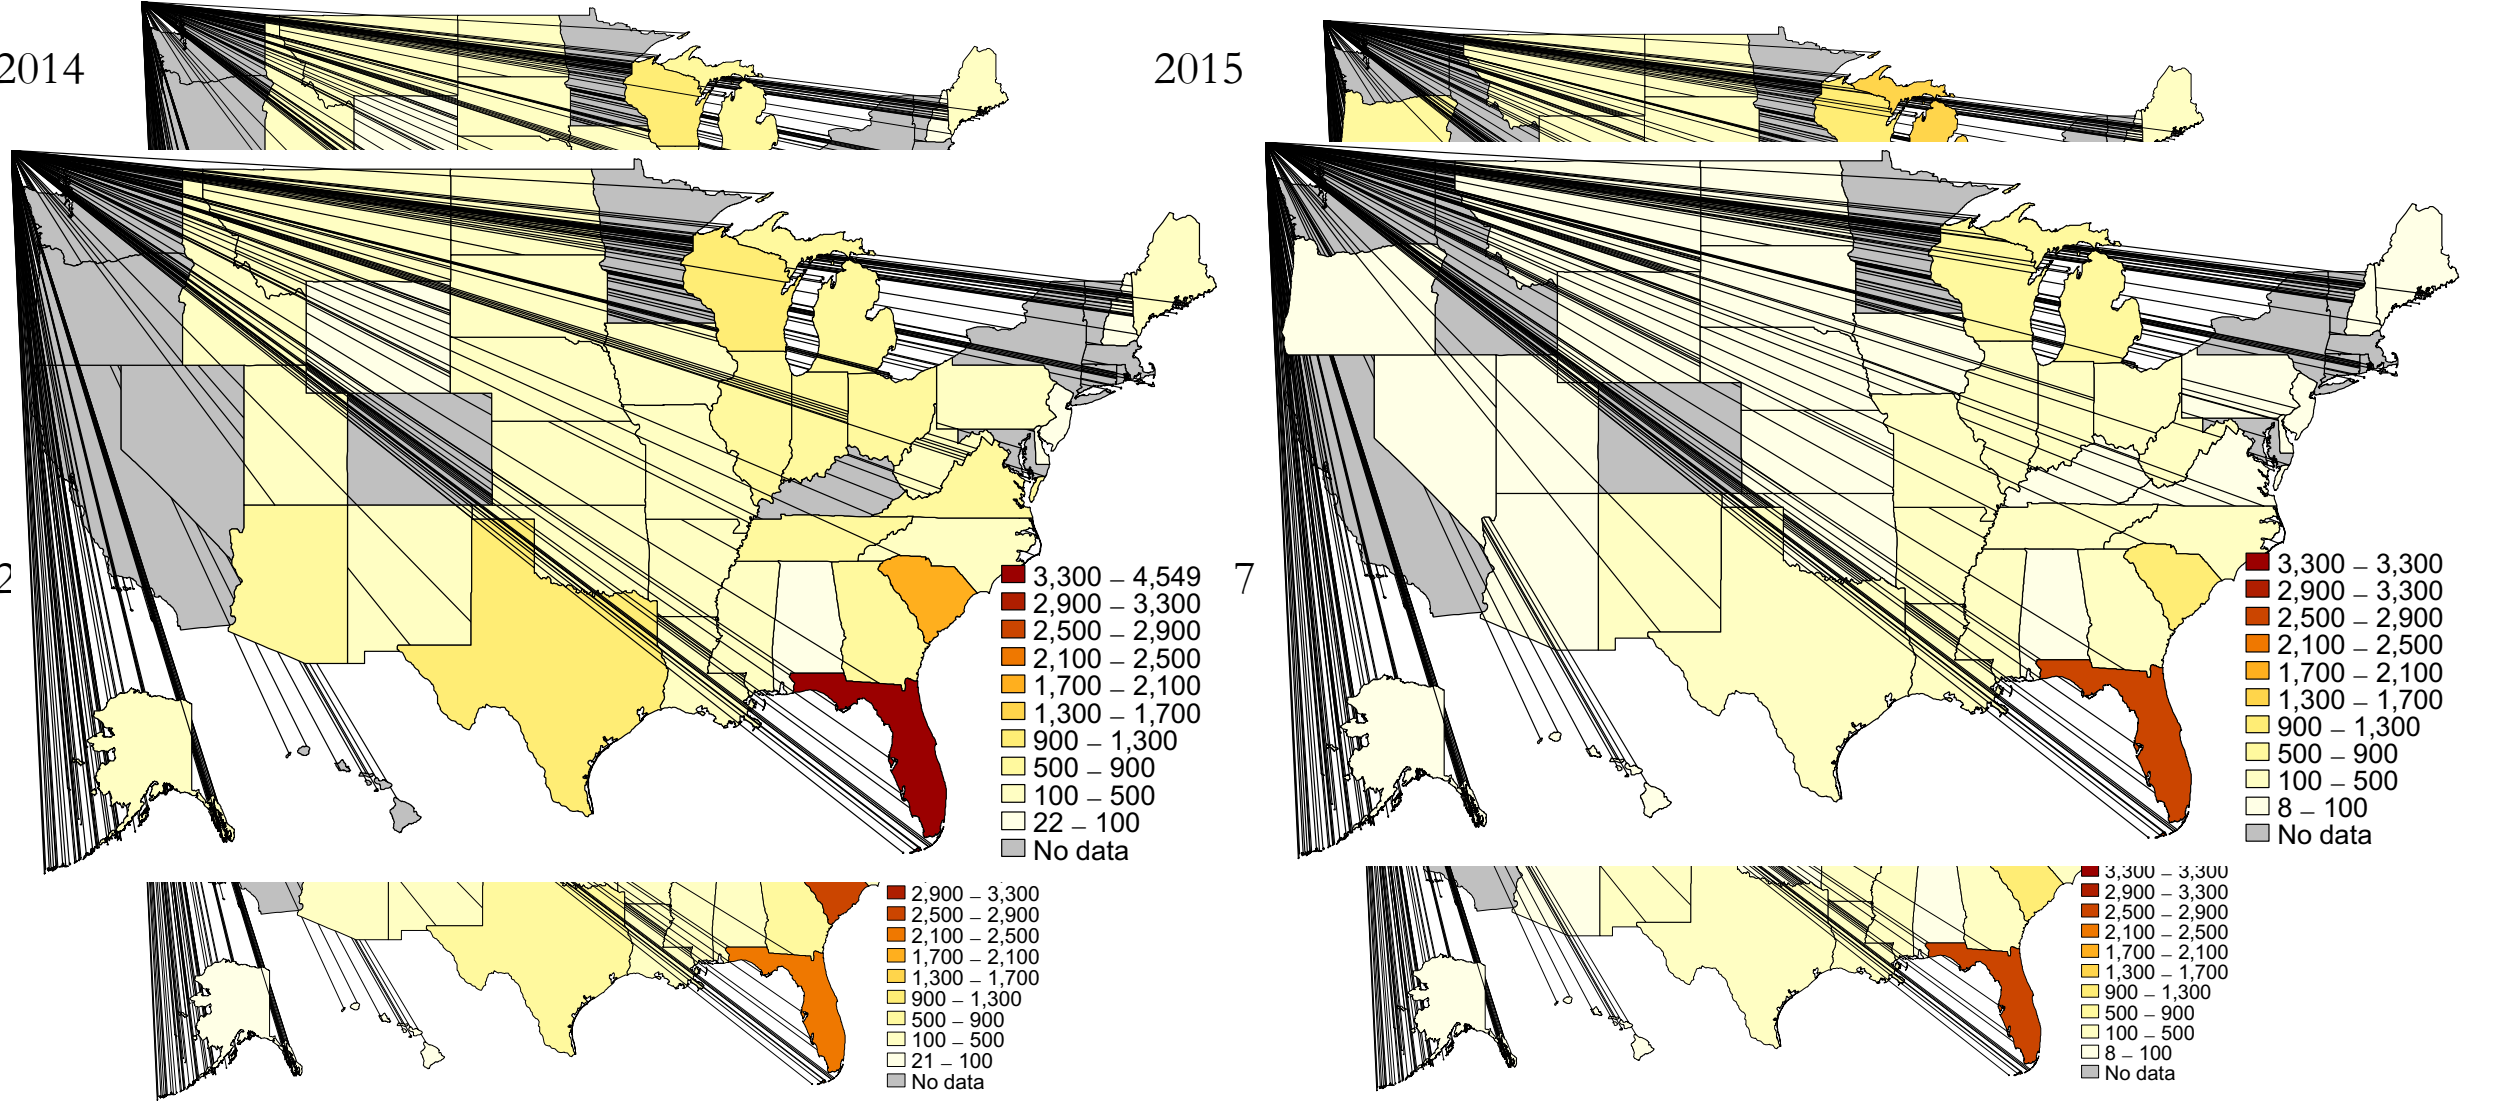 2014
2015
2
7
3,300 – 4,549
2,900 – 3,300
2,500 – 2,900
2,100 – 2,500
1,700 – 2,100
1,300 – 1,700
900 – 1,300
500 – 900
100 – 500
22 – 100
No data
3,300 – 3,300
2,900 – 3,300
2,500 – 2,900
2,100 – 2,500
1,700 – 2,100
1,300 – 1,700
900 – 1,300
500 – 900
100 – 500
8 – 100
No data
2,900 – 3,300
2,500 – 2,900
2,100 – 2,500
1,700 – 2,100
1,300 – 1,700
900 – 1,300
500 – 900
100 – 500
21 – 100
No data
3,300 – 3,300
2,900 – 3,300
2,500 – 2,900
2,100 – 2,500
1,700 – 2,100
1,300 – 1,700
900 – 1,300
500 – 900
100 – 500
8 – 100
No data